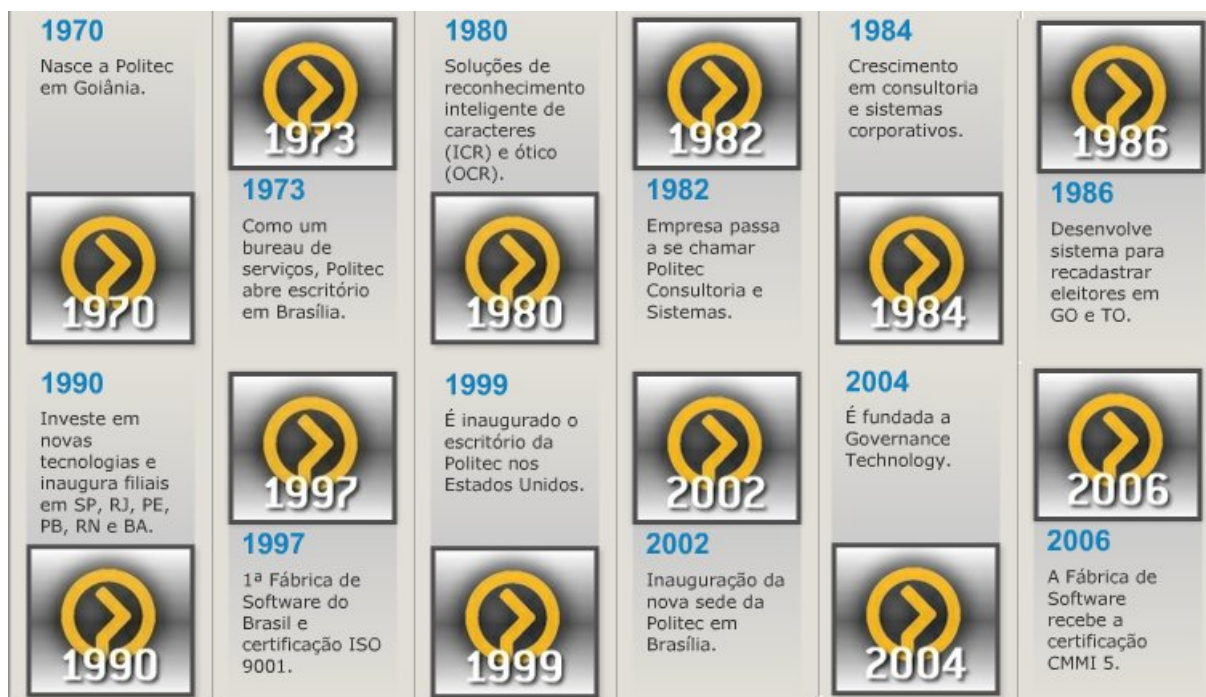 1970
Nasce a Politec
em Goiânia.
1970
1973
1973
Como um
bureau de
serviços, Politec
abre escritório
em Brasília.
1980
Soluções de
reconhecimento
inteligente de
caracteres
(ICR) e ótico
(OCR).
1980
1982
1982
Empresa passa
a se chamar
Politec
Consultoria e
Sistemas.
1984
Crescimento
em consultoria
e sistemas
corporativos.
1984
1986
1986
Desenvolve
sistema para
recadastrar
eleitores em
GO e TO.
1990
Investe em
novas
tecnologias e
inaugura filiais
em SP, RJ, PE,
PB, RN e BA.
1990
1997
1997
1ª Fábrica de
Software do
Brasil e
certificação ISO
9001.
1999
É inaugurado o
escritório da
Politec nos
Estados Unidos.
1999
2002
2002
Inauguração da
nova sede da
Politec em
Brasília.
2004
É fundada a
Governance
Technology.
2004
2006
2006
A Fábrica de
Software
recebe a
certificação
CMMI 5.